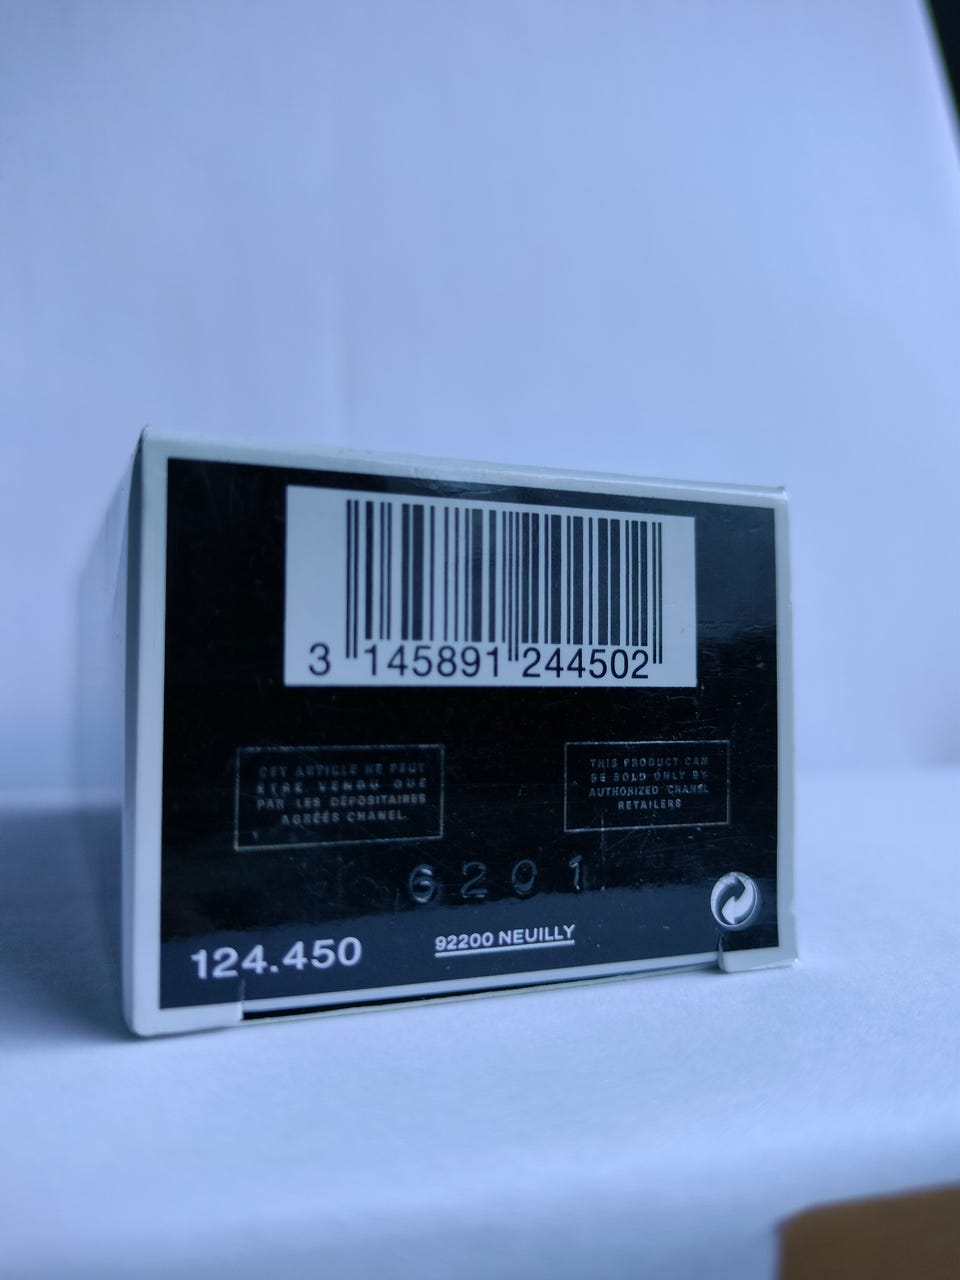 3 145891 244502
CET ARTICLE NE PEUT
ÊTRE VENDU QUE
PAR LES DÉPOSITAIRES
AGRÉÉS CHANEL
THIS PRODUCT CAN
BE SOLD ONLY BY
AUTHORIZED CHANEL
RETAILERS
6201
124.450
92200 NEUILLY